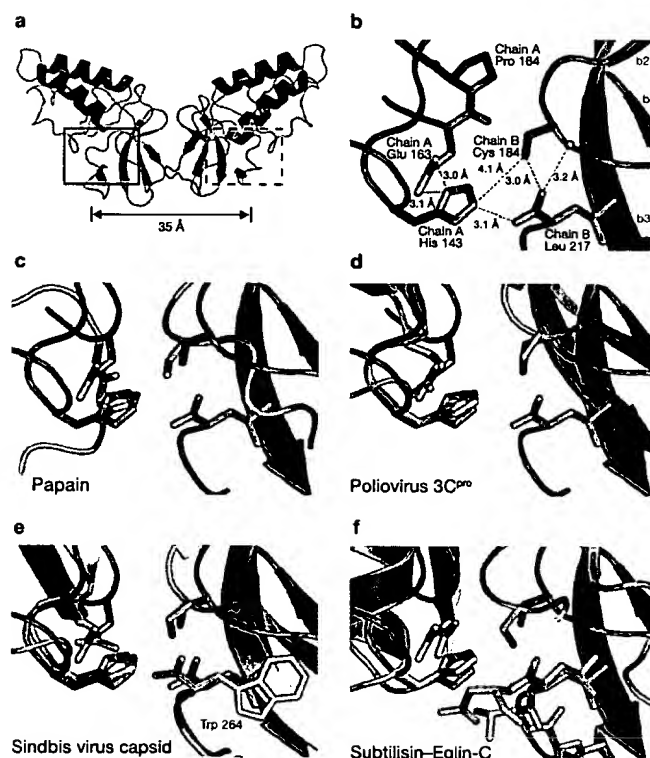 a
35 Å
b
Chain A
Pro 164
b2
b
Chain A
Glu 163
Chain B
Cys 184
3.0 Å
4.1 Å
3.0 Å
3.2 Å
3.1 Å
3.1 Å
Chain A
His 143
Chain B
Leu 217
b3
c
Papain
d
Poliovirus 3Cpro
e
Trp 264
Sindbis virus capsid
f
Subtilisin–Eglin-C